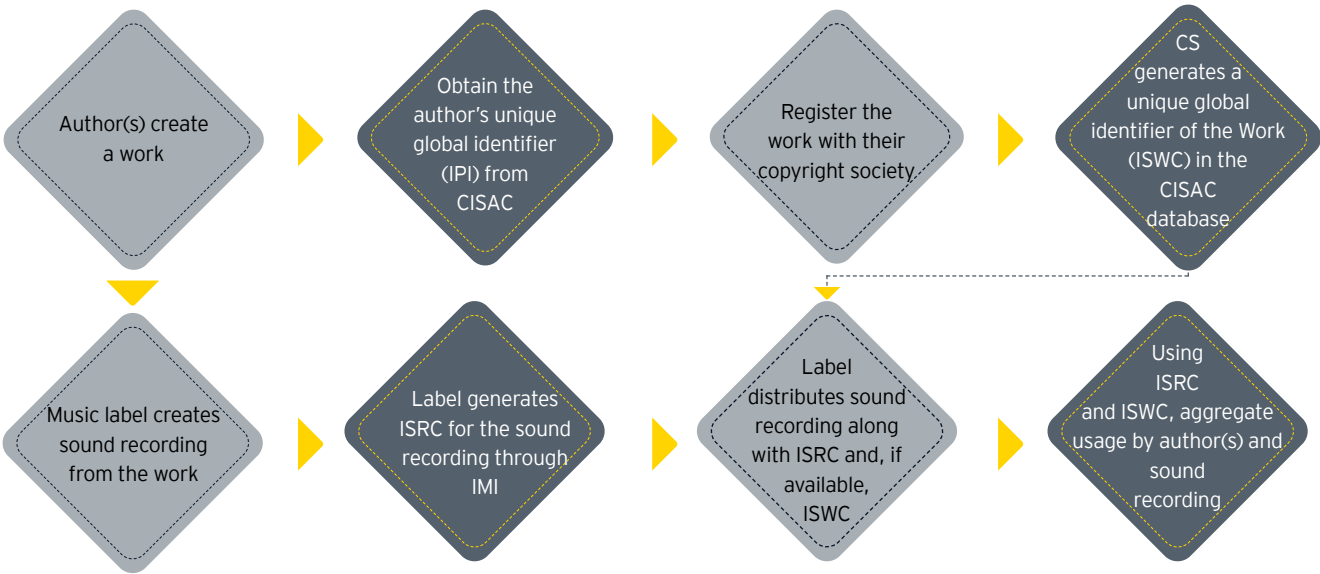 Author(s) create
a work
Obtain the
author's unique
global identifier
(IPI) from
CISAC
Register the
work with their
copyright society
CS
generates a
unique global
identifier of the Work
(ISWC) in the
CISAC
database
Music label creates
sound recording
from the work
Label generates
ISRC for the sound
recording through
IMI
Label
distributes sound
recording along
with ISRC and, if
available,
ISWC
Using
ISRC
and ISWC, aggregate
usage by author(s) and
sound
recording